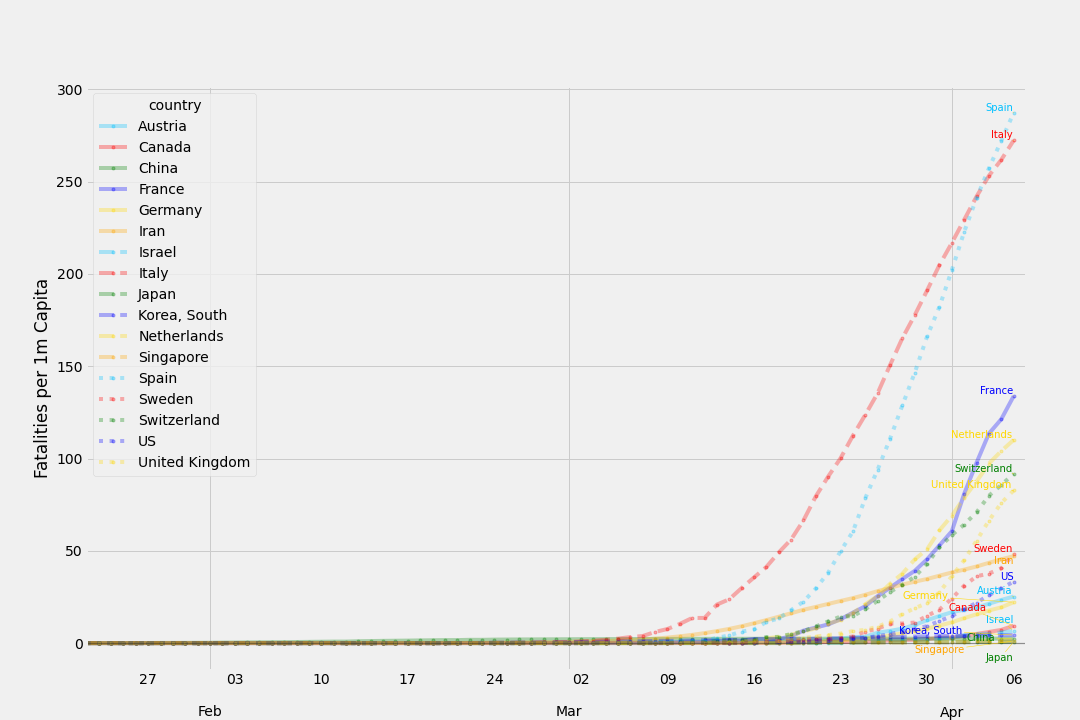 300
250
200
150
100
50
0
Fatalities per 1m Capita
country
Austria
Canada
China
France
Germany
Iran
Israel
Italy
Japan
Korea, South
Netherlands
Singapore
Spain
Sweden
Switzerland
US
United Kingdom
Spain
Italy
France
Netherlands
Switzerland
United Kingdom
Sweden
Iran
US
Austria
Germany
Canada
Israel
Korea, South
China
Singapore
Japan
27 03 10 17 24 02 09 16 23 30 06
Feb Mar Apr